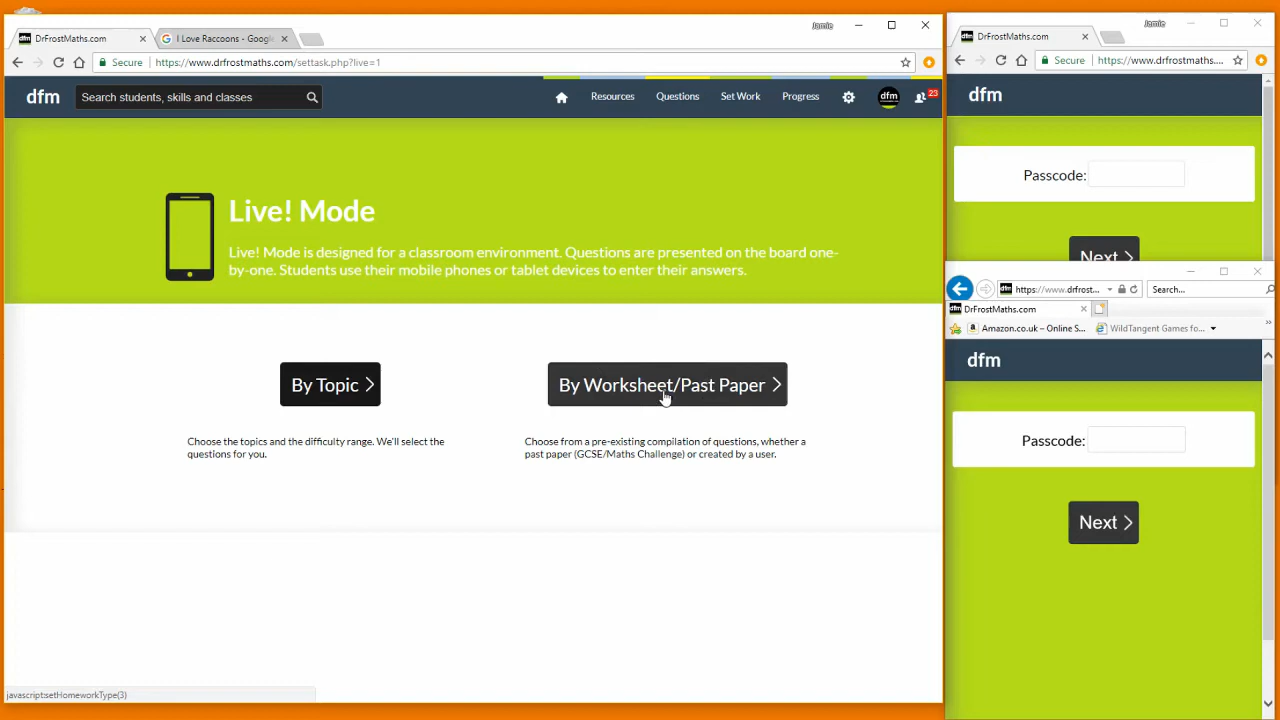 Jamie
DrFrostMaths.com
I Love Raccoons - Google
Secure
https://www.drfrostmaths.com/settask.php?live=1
dfm
Search students, skills and classes
Resources
Questions
Set Work
Progress
dfm
23
Live! Mode
Live! Mode is designed for a classroom environment. Questions are presented on the board one-
by-one. Students use their mobile phones or tablet devices to enter their answers.
By Topic
By Worksheet/Past Paper
Choose the topics and the difficulty range. We'll select the
questions for you.
Choose from a pre-existing compilation of questions, whether a
past paper (GCSE/Maths Challenge) or created by a user.
javascript:setHomeworkType(3)
Jamie
DrFrostMaths.com
Secure
https://www.drfrostmaths....
dfm
Passcode:
Next
https://www.drfrost...
Search...
DrFrostMaths.com
Amazon.co.uk – Online S...
WildTangent Games fo...
dfm
Passcode:
Next